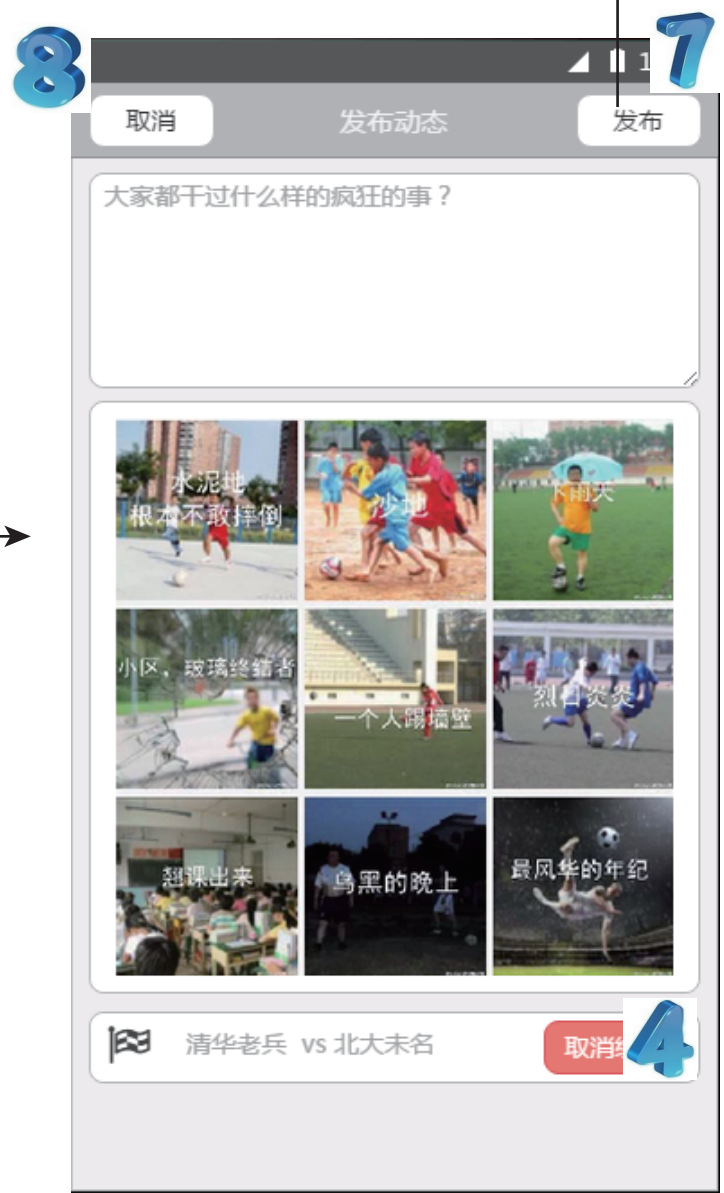 8
7
1
取消
发布动态
发布
大家都干过什么样的疯狂的事？
水泥地
根本不敢摔倒
沙地
下雨天
小区，玻璃终结者
一个人踢墙壁
烈日炎炎
翘课出来
乌黑的晚上
最风华的年纪
清华老兵 vs 北大未名
取消
4